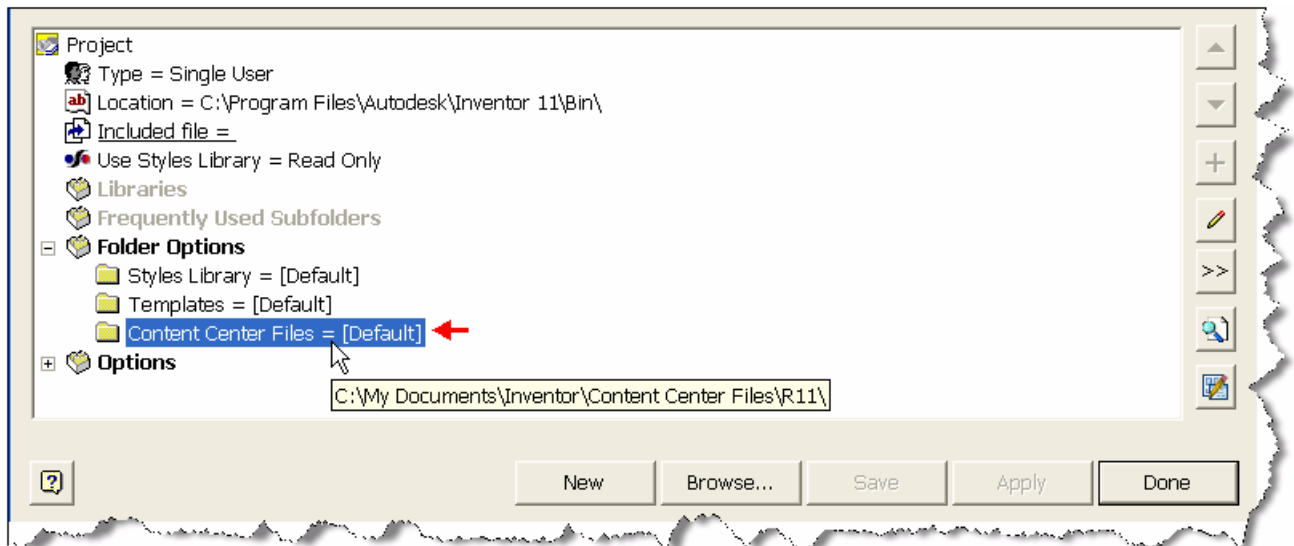 Project
Type = Single User
ab Location = C:\Program Files\Autodesk\Inventor 11\Bin\
Included file =
Use Styles Library = Read Only
Libraries
Frequently Used Subfolders
Folder Options
Styles Library = [Default]
Templates = [Default]
Content Center Files = [Default]
Options
C:\My Documents\Inventor\Content Center Files\R11\
>>
? New Browse... Save Apply Done